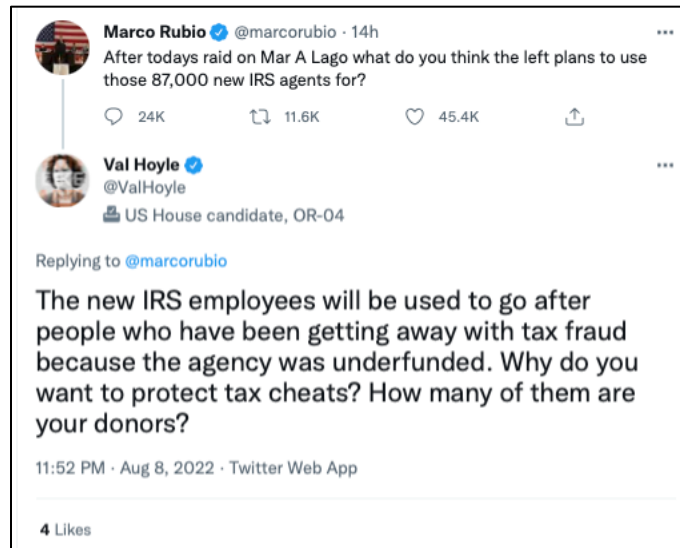 Marco Rubio @marcorubio · 14h
After todays raid on Mar A Lago what do you think the left plans to use
those 87,000 new IRS agents for?
24K 11.6K 45.4K
Val Hoyle
@ValHoyle
US House candidate, OR-04
Replying to @marcorubio
The new IRS employees will be used to go after
people who have been getting away with tax fraud
because the agency was underfunded. Why do you
want to protect tax cheats? How many of them are
your donors?
11:52 PM · Aug 8, 2022 · Twitter Web App
4 Likes